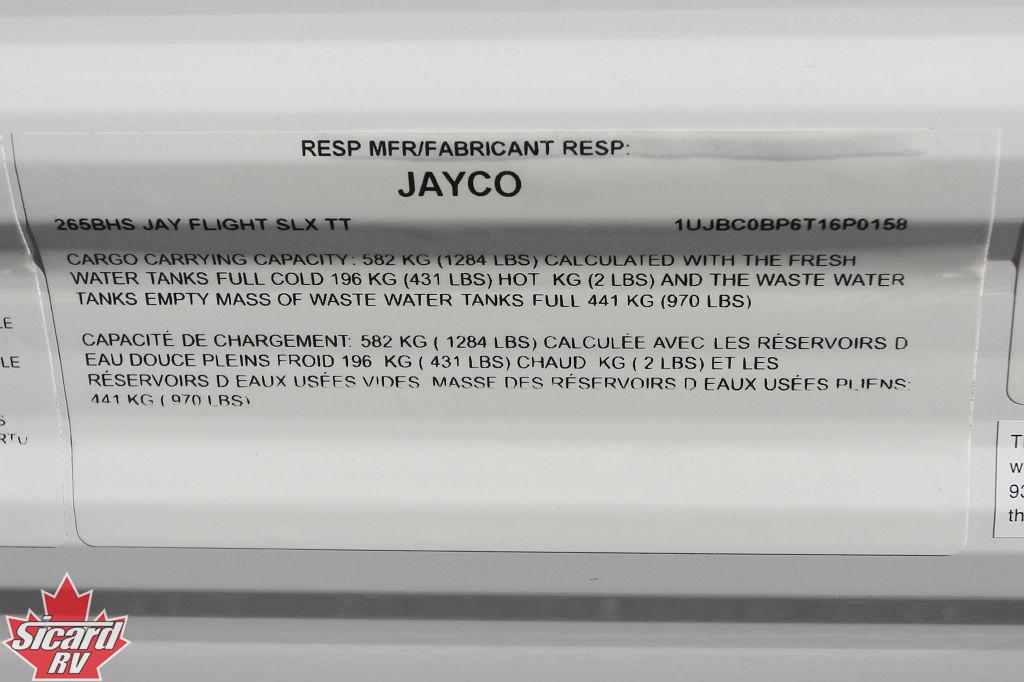 RESP MFR/FABRICANT RESP:
JAYCO
265BHS JAY FLIGHT SLX TT 1UJBC0BP6T16P0158
CARGO CARRYING CAPACITY: 582 KG (1284 LBS) CALCULATED WITH THE FRESH
WATER TANKS FULL COLD 196 KG (431 LBS) HOT KG (2 LBS) AND THE WASTE WATER
TANKS EMPTY MASS OF WASTE WATER TANKS FULL 441 KG (970 LBS)
CAPACITÉ DE CHARGEMENT: 582 KG ( 1284 LBS) CALCULÉE AVEC LES RÉSERVOIRS D
EAU DOUCE PLEINS FROID 196 KG ( 431 LBS) CHAUD KG ( 2 LBS) ET LES
RÉSERVOIRS D EAUX USÉES VIDES MASSE DES RÉSERVOIRS D EAUX USÉES PLIENS:
441 KG ( 970 LBS)
Sicard
RV